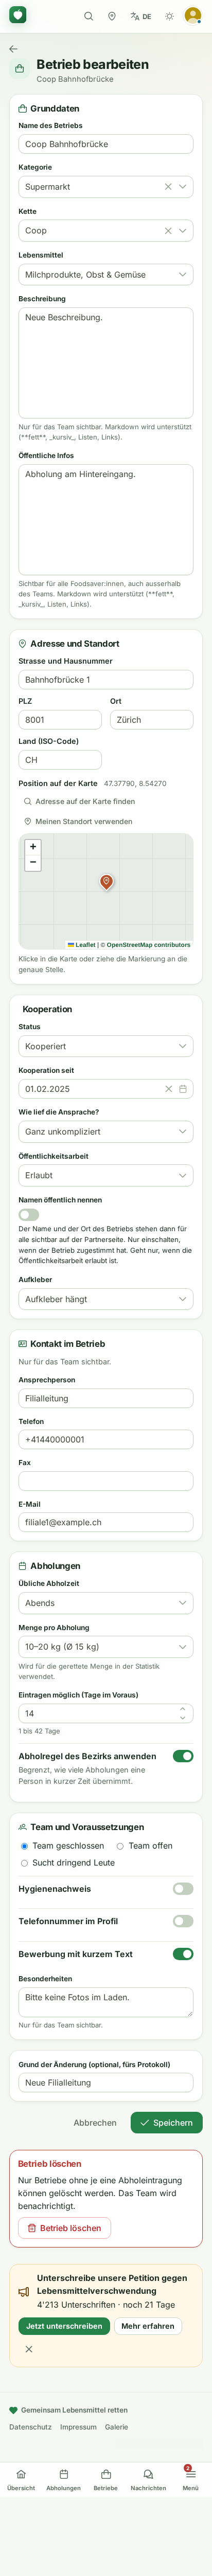 DE
Betrieb bearbeiten
Coop Bahnhofbrücke
Grunddaten
Name des Betriebs
Coop Bahnhofbrücke
Kategorie
Supermarkt
Kette
Coop
Lebensmittel
Milchprodukte, Obst & Gemüse
Beschreibung
Neue Beschreibung.
Nur für das Team sichtbar. Markdown wird unterstützt
(**fett**, _kursiv_, Listen, Links).
Öffentliche Infos
Abholung am Hintereingang.
Sichtbar für alle Foodsaver:innen, auch ausserhalb
des Teams. Markdown wird unterstützt (**fett**,
_kursiv_, Listen, Links).
Adresse und Standort
Strasse und Hausnummer
Bahnhofbrücke 1
PLZ Ort
8001 Zürich
Land (ISO-Code)
CH
Position auf der Karte 47.37790, 8.54270
Adresse auf der Karte finden
Meinen Standort verwenden
+
−
Leaflet | © OpenStreetMap contributors
Klicke in die Karte oder ziehe die Markierung an die
genaue Stelle.
Kooperation
Status
Kooperiert
Kooperation seit
01.02.2025
Wie lief die Ansprache?
Ganz unkompliziert
Öffentlichkeitsarbeit
Erlaubt
Namen öffentlich nennen
Der Name und der Ort des Betriebs stehen dann für
alle sichtbar auf der Partnerseite. Nur einschalten,
wenn der Betrieb zugestimmt hat. Geht nur, wenn die
Öffentlichkeitsarbeit erlaubt ist.
Aufkleber
Aufkleber hängt
Kontakt im Betrieb
Nur für das Team sichtbar.
Ansprechperson
Filialleitung
Telefon
+41440000001
Fax
E-Mail
filiale1@example.ch
Abholungen
Übliche Abholzeit
Abends
Menge pro Abholung
10–20 kg (Ø 15 kg)
Wird für die gerettete Menge in der Statistik
verwendet.
Eintragen möglich (Tage im Voraus)
14
1 bis 42 Tage
Abholregel des Bezirks anwenden
Begrenzt, wie viele Abholungen eine
Person in kurzer Zeit übernimmt.
Team und Voraussetzungen
Team geschlossen Team offen
Sucht dringend Leute
Hygienenachweis
Telefonnummer im Profil
Bewerbung mit kurzem Text
Besonderheiten
Bitte keine Fotos im Laden.
Nur für das Team sichtbar.
Grund der Änderung (optional, fürs Protokoll)
Neue Filialleitung
Abbrechen Speichern
Betrieb löschen
Nur Betriebe ohne je eine Abholeintragung
können gelöscht werden. Das Team wird
benachrichtigt.
Betrieb löschen
Unterschreibe unsere Petition gegen
Lebensmittelverschwendung
4'213 Unterschriften · noch 21 Tage
Jetzt unterschreiben Mehr erfahren
Gemeinsam Lebensmittel retten
Datenschutz Impressum Galerie
2
Übersicht Abholungen Betriebe Nachrichten Menü